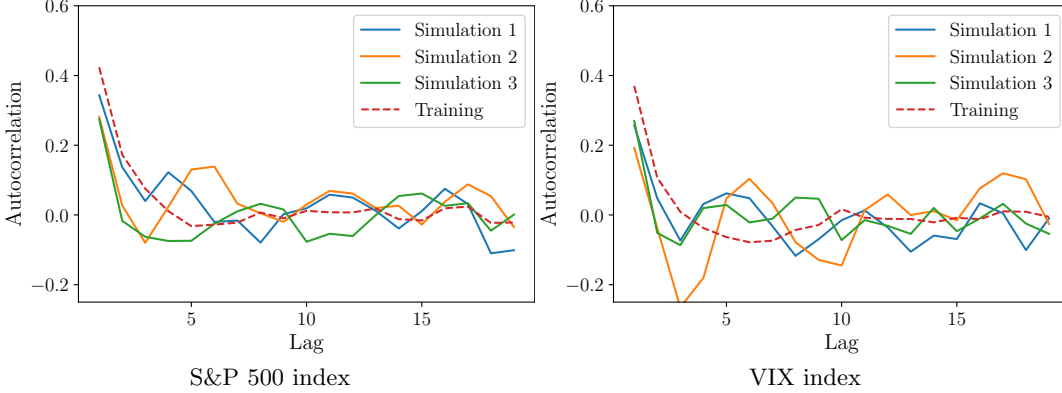 0.6
0.4
0.2
0.0
−0.2
Autocorrelation
Simulation 1
Simulation 2
Simulation 3
Training
5
10
15
Lag
S&P 500 index
0.6
0.4
0.2
0.0
−0.2
Autocorrelation
Simulation 1
Simulation 2
Simulation 3
Training
5
10
15
Lag
VIX index